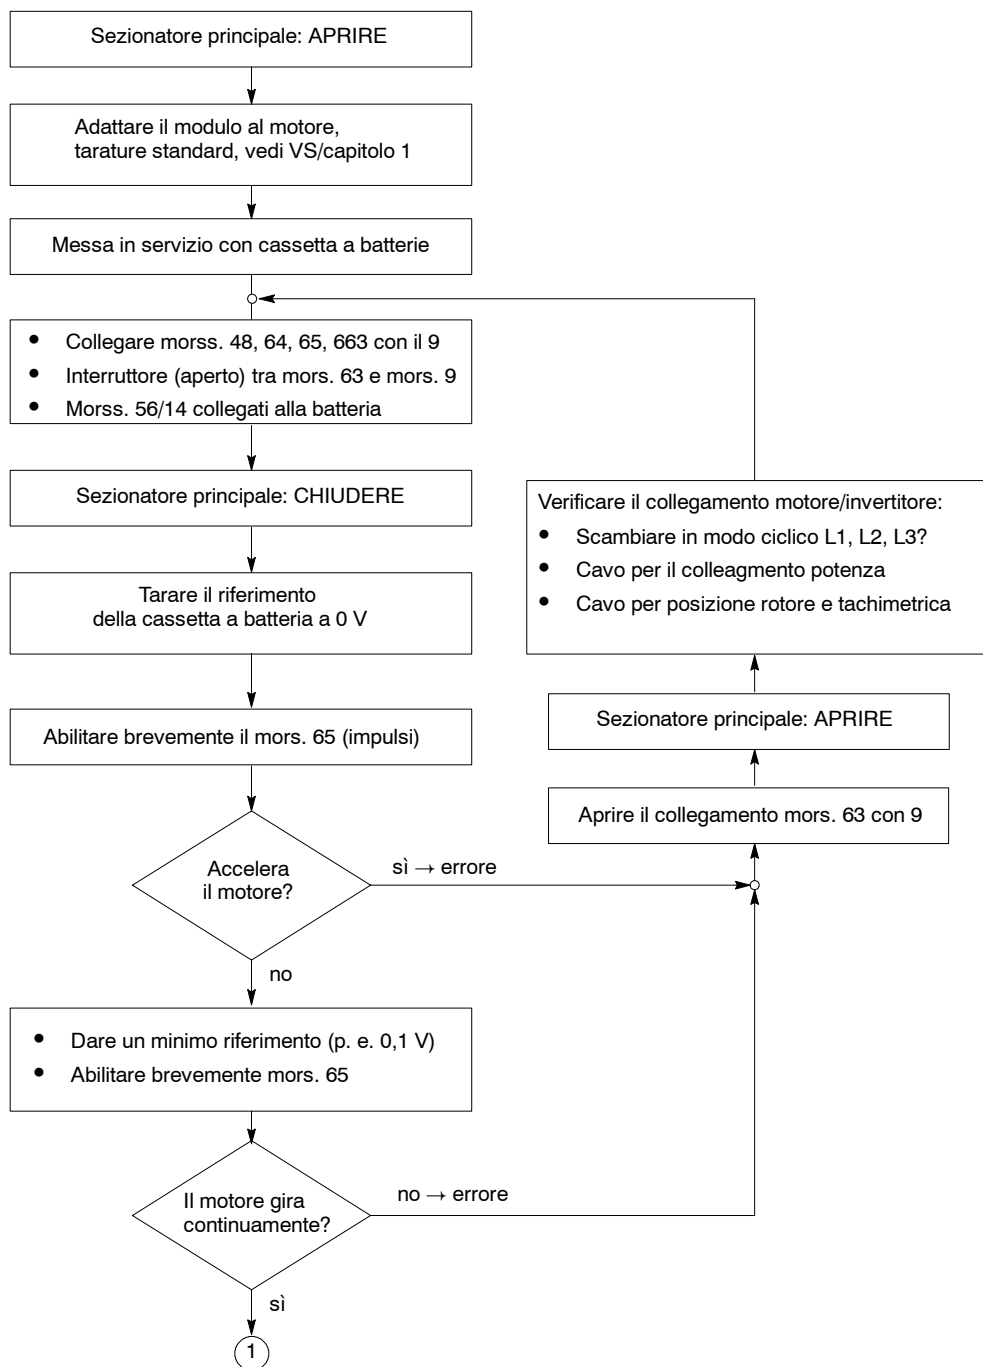 Sezionatore principale: APRIRE
Adattare il modulo al motore,
tarature standard, vedi VS/capitolo 1
Messa in servizio con cassetta a batterie
• Collegare morss. 48, 64, 65, 663 con il 9
• Interruttore (aperto) tra mors. 63 e mors. 9
• Morss. 56/14 collegati alla batteria
Sezionatore principale: CHIUDERE
Tarare il riferimento
della cassetta a batteria a 0 V
Abilitare brevemente il mors. 65 (impulsi)
Accelera
il motore?
sì → errore
no
• Dare un minimo riferimento (p. e. 0,1 V)
• Abilitare brevemente mors. 65
Il motore gira
continuamente?
no → errore
sì
1
Verificare il collegamento motore/invertitore:
• Scambiare in modo ciclico L1, L2, L3?
• Cavo per il colleagmento potenza
• Cavo per posizione rotore e tachimetrica
Sezionatore principale: APRIRE
Aprire il collegamento mors. 63 con 9